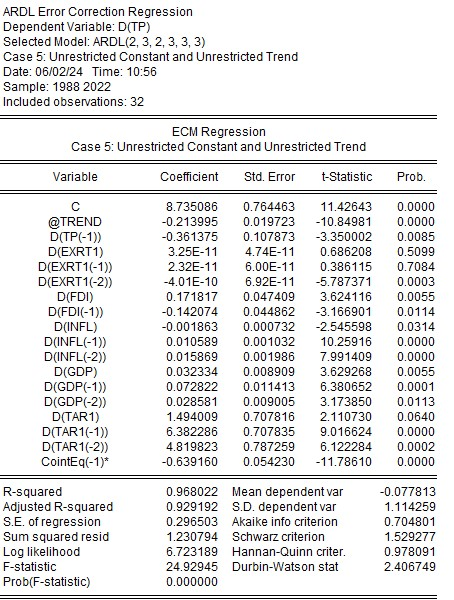 ARDL Error Correction Regression
Dependent Variable: D(TP)
Selected Model: ARDL(2, 3, 2, 3, 3, 3)
Case 5: Unrestricted Constant and Unrestricted Trend
Date: 06/02/24 Time: 10:56
Sample: 1988 2022
Included observations: 32
ECM Regression
Case 5: Unrestricted Constant and Unrestricted Trend
Variable Coefficient Std. Error t-Statistic Prob.
C 8.735086 0.764463 11.42643 0.0000
@TREND -0.213995 0.019723 -10.84981 0.0000
D(TP(-1)) -0.361375 0.107873 -3.350002 0.0085
D(EXRT1) 3.25E-11 4.74E-11 0.686208 0.5099
D(EXRT1(-1)) 2.32E-11 6.00E-11 0.386115 0.7084
D(EXRT1(-2)) -4.01E-10 6.92E-11 -5.787371 0.0003
D(FDI) 0.171817 0.047409 3.624116 0.0055
D(FDI(-1)) -0.142074 0.044862 -3.166901 0.0114
D(INFL) -0.001863 0.000732 -2.545598 0.0314
D(INFL(-1)) 0.010589 0.001032 10.25916 0.0000
D(INFL(-2)) 0.015869 0.001986 7.991409 0.0000
D(GDP) 0.032334 0.008909 3.629268 0.0055
D(GDP(-1)) 0.072822 0.011413 6.380652 0.0001
D(GDP(-2)) 0.028581 0.009005 3.173850 0.0113
D(TAR1) 1.494009 0.707816 2.110730 0.0640
D(TAR1(-1)) 6.382286 0.707835 9.016624 0.0000
D(TAR1(-2)) 4.819823 0.787259 6.122284 0.0002
CointEq(-1)* -0.639160 0.054230 -11.78610 0.0000
R-squared 0.968022 Mean dependent var -0.077813
Adjusted R-squared 0.929192 S.D. dependent var 1.114259
S.E. of regression 0.296503 Akaike info criterion 0.704801
Sum squared resid 1.230794 Schwarz criterion 1.529277
Log likelihood 6.723189 Hannan-Quinn criter. 0.978091
F-statistic 24.92945 Durbin-Watson stat 2.406749
Prob(F-statistic) 0.000000